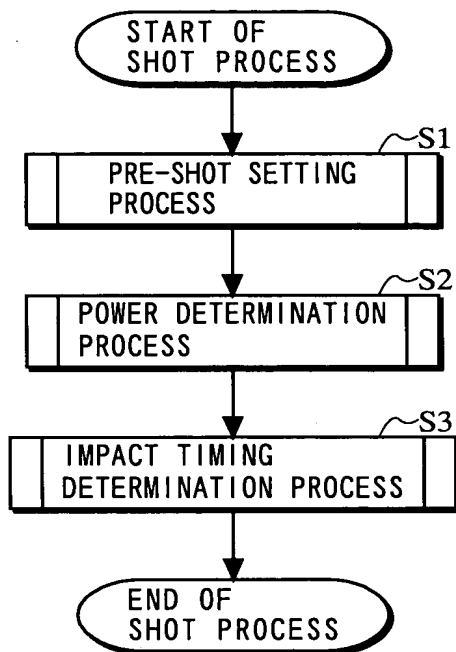 START OF
SHOT PROCESS
S1
PRE-SHOT SETTING
PROCESS
S2
POWER DETERMINATION
PROCESS
S3
IMPACT TIMING
DETERMINATION PROCESS
END OF
SHOT PROCESS